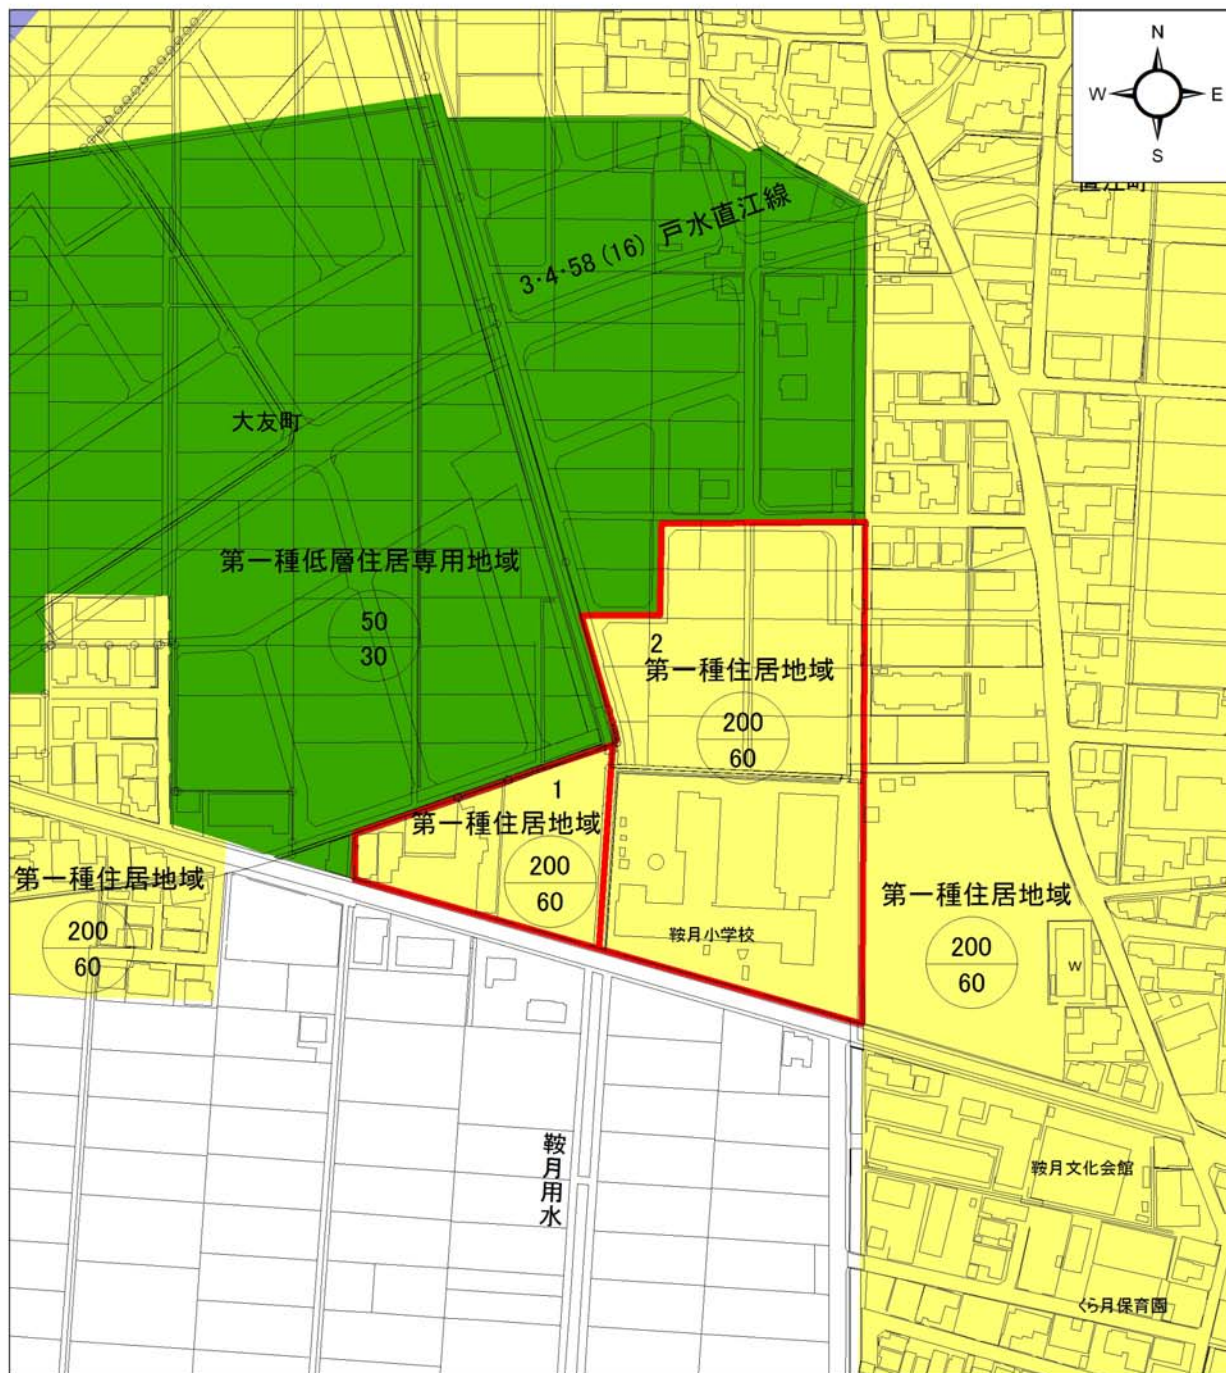 N
W
E
S
直江町
3・4・58 (16) 戸水直江線
大友町
第一種低層住居専用地域
50
30
2
第一種住居地域
200
60
1
第一種住居地域
200
60
第一種住居地域
200
60
第一種住居地域
200
60
鞍月小学校
W
鞍月用水
鞍月文化会館
くら月保育園